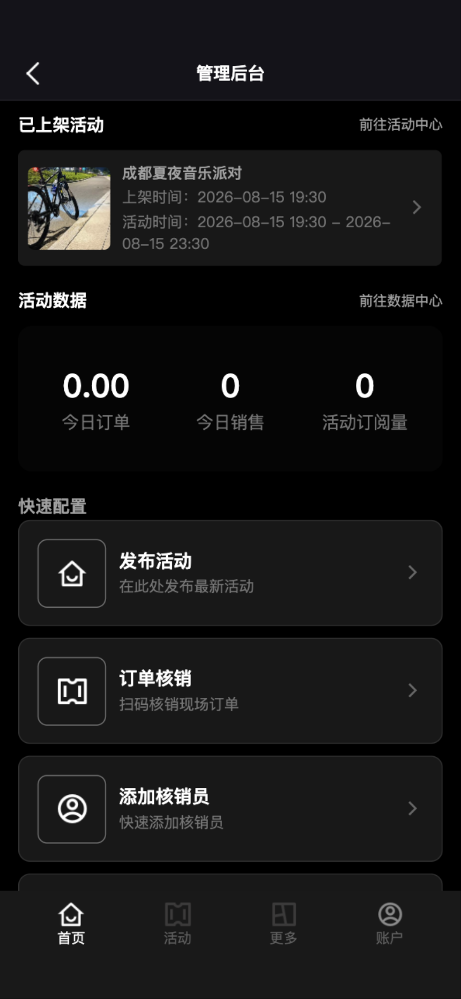 管理后台
已上架活动 前往活动中心
成都夏夜音乐派对
上架时间：2026-08-15 19:30
活动时间：2026-08-15 19:30 - 2026-
08-15 23:30
活动数据 前往数据中心
0.00 0 0
今日订单 今日销售 活动订阅量
快速配置
发布活动
在此处发布最新活动
订单核销
扫码核销现场订单
添加核销员
快速添加核销员
首页 活动 更多 账户